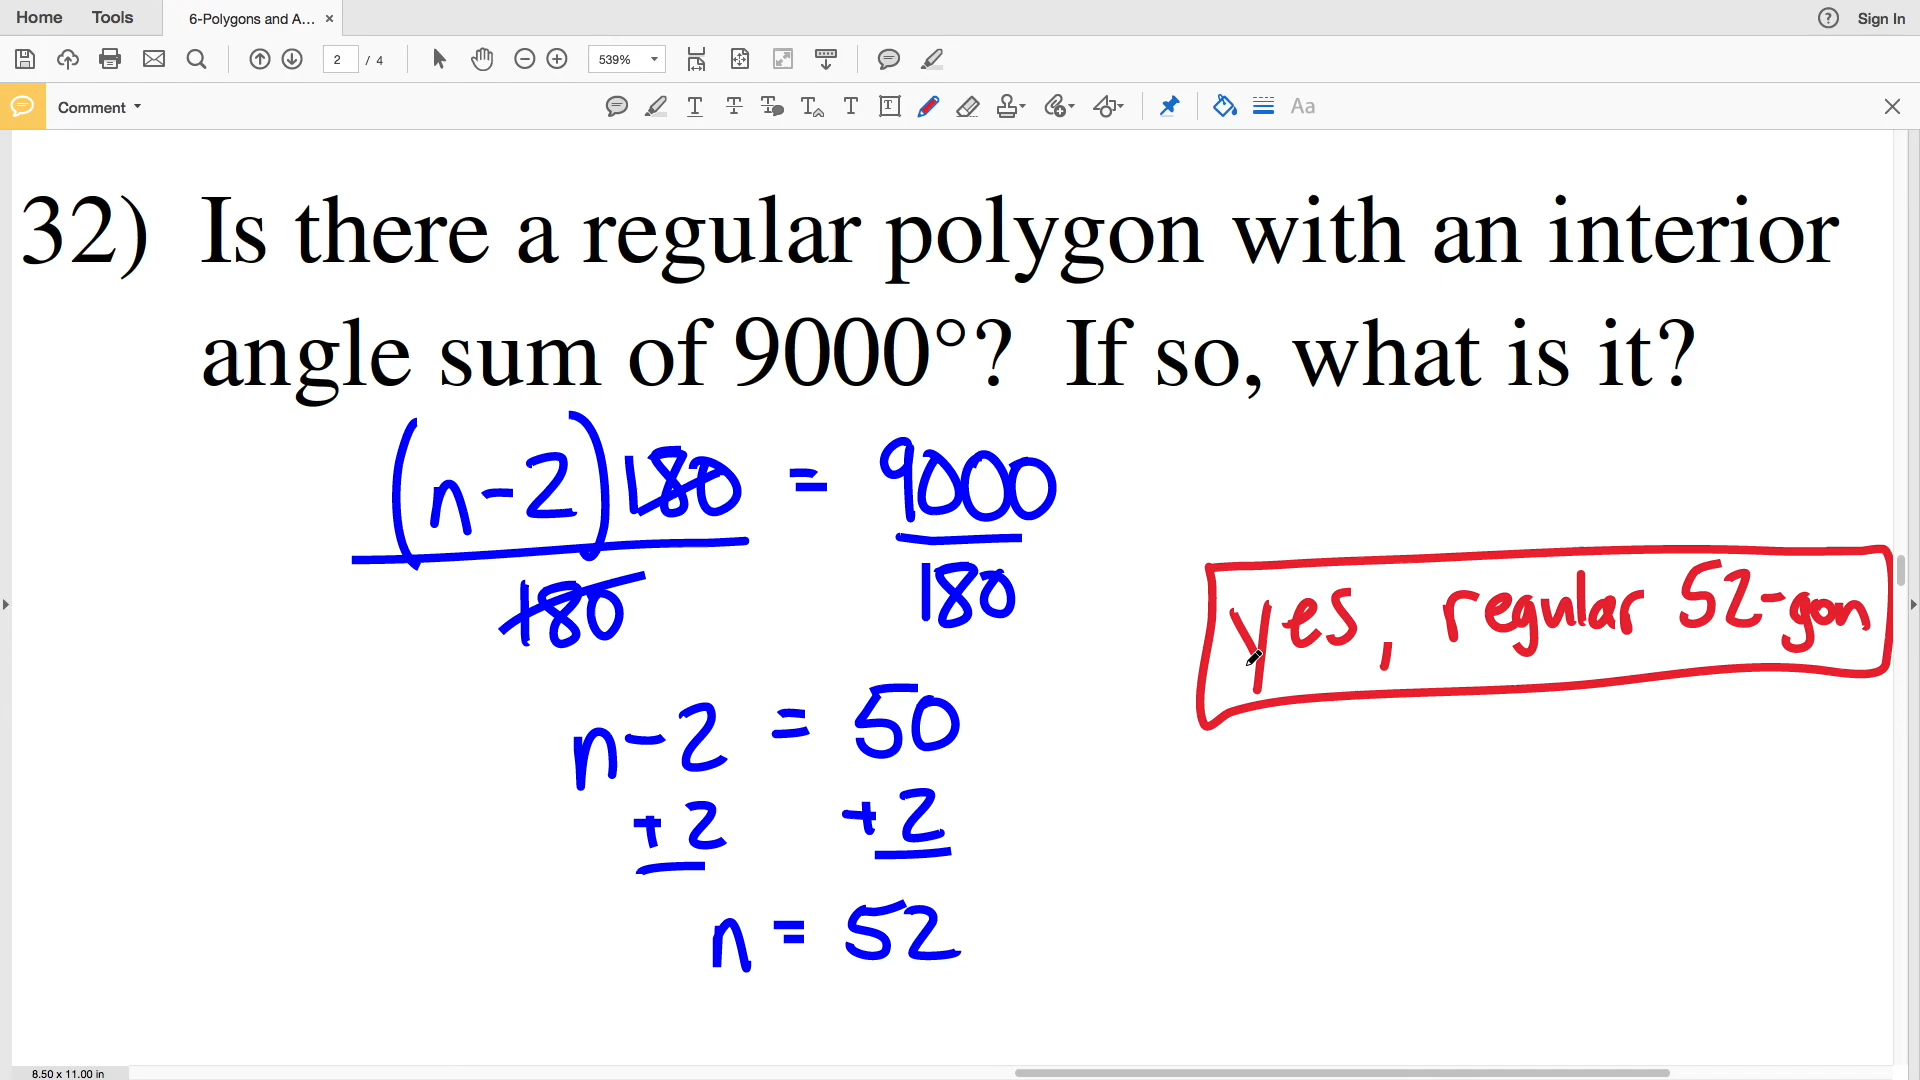 Home Tools 6-Polygons and A... × Sign In
2 / 4 539%
Comment Aa
32) Is there a regular polygon with an interior
angle sum of 9000°? If so, what is it?
(n-2)180 = 9000
180 180
yes, regular 52-gon
n-2 = 50
+2 +2
n = 52
8.50 x 11.00 in